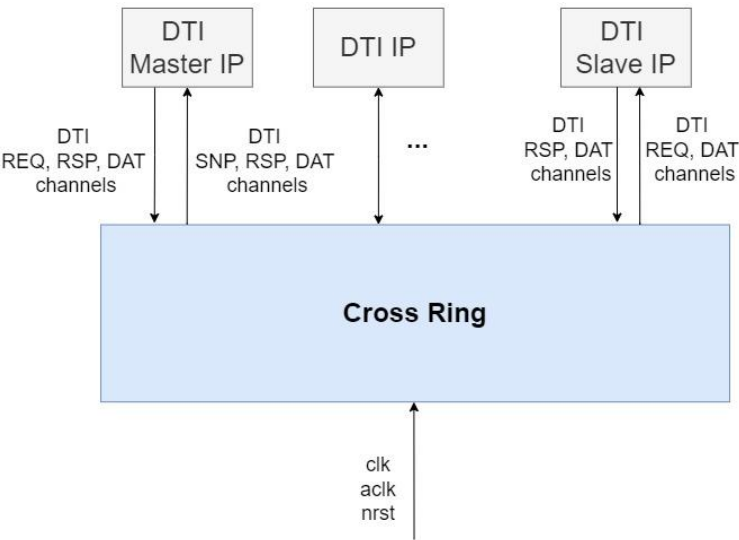 DTI
Master IP
DTI IP
DTI
Slave IP
DTI
REQ, RSP, DAT
channels
DTI
SNP, RSP, DAT
channels
...
DTI
RSP, DAT
channels
DTI
REQ, DAT
channels
Cross Ring
clk
aclk
nrst